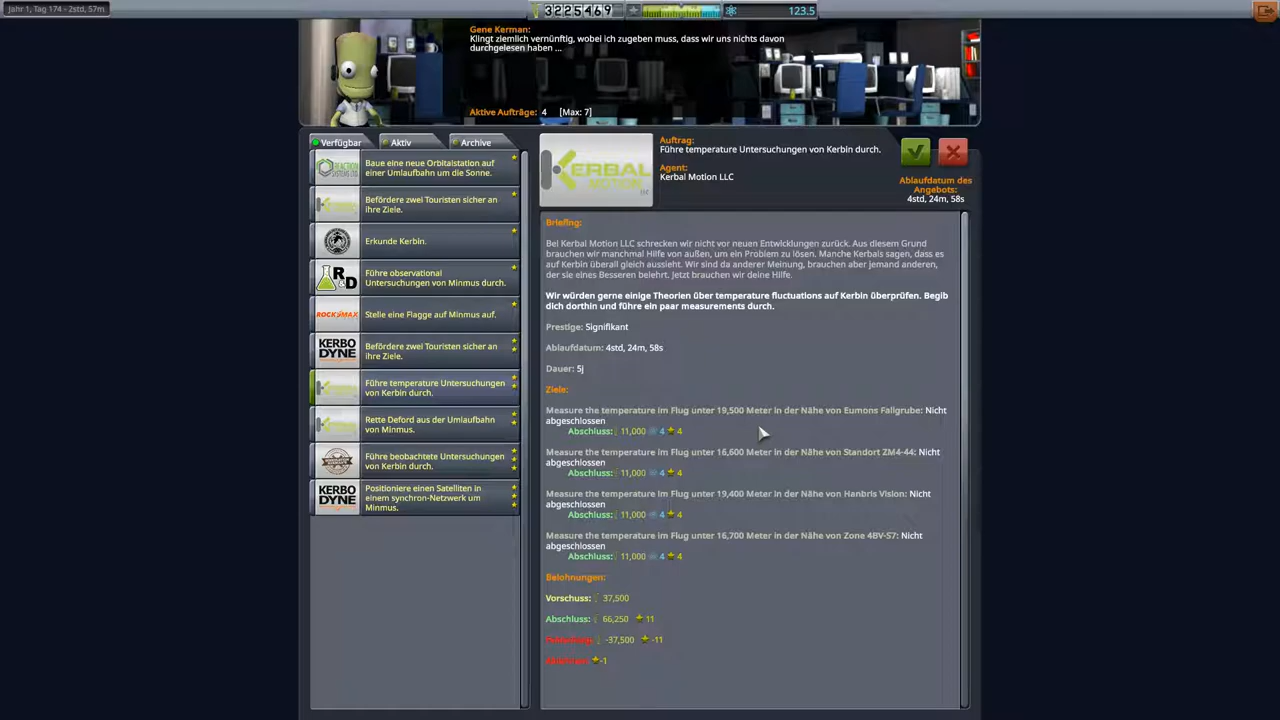 Jahr 1, Tag 174 - 2std, 57m
3225469
123.5
Gene Kerman:
Klingt ziemlich vernünftig, wobei ich zugeben muss, dass wir uns nichts davon
durchgelesen haben ...
Aktive Aufträge: 4 [Max: 7]
Verfügbar
Aktiv
Archive
Baue eine neue Orbitalstation auf
einer Umlaufbahn um die Sonne.
Befördere zwei Touristen sicher an
ihre Ziele.
Erkunde Kerbin.
R&D
Führe observational
Untersuchungen von Minmus durch.
ROCKOMAX
Stelle eine Flagge auf Minmus auf.
KERBO
DYNE
Befördere zwei Touristen sicher an
ihre Ziele.
Führe temperature Untersuchungen
von Kerbin durch.
Rette Deford aus der Umlaufbahn
von Minmus.
Führe beobachtete Untersuchungen
von Kerbin durch.
KERBO
DYNE
Positioniere einen Satelliten in
einem synchron-Netzwerk um
Minmus.
KERBAL
MOTION
Auftrag:
Führe temperature Untersuchungen von Kerbin durch.
Agent:
Kerbal Motion LLC
Ablaufdatum des
Angebots:
4std, 24m, 58s
Briefing:
Bei Kerbal Motion LLC schrecken wir nicht vor neuen Entwicklungen zurück. Aus diesem Grund
brauchen wir manchmal Hilfe von außen, um ein Problem zu lösen. Manche Kerbals sagen, dass es
auf Kerbin überall gleich aussieht. Wir sind da anderer Meinung, brauchen aber jemand anderen,
der sie eines Besseren belehrt. Jetzt brauchen wir deine Hilfe.
Wir würden gerne einige Theorien über temperature fluctuations auf Kerbin überprüfen. Begib
dich dorthin und führe ein paar measurements durch.
Prestige: Signifikant
Ablaufdatum: 4std, 24m, 58s
Dauer: 5j
Ziele:
Measure the temperature im Flug unter 19,500 Meter in der Nähe von Eumons Fallgrube: Nicht
abgeschlossen
Abschluss: 11,000 4 4
Measure the temperature im Flug unter 16,600 Meter in der Nähe von Standort ZM4-44: Nicht
abgeschlossen
Abschluss: 11,000 4 4
Measure the temperature im Flug unter 19,400 Meter in der Nähe von Hanbris Vision: Nicht
abgeschlossen
Abschluss: 11,000 4 4
Measure the temperature im Flug unter 16,700 Meter in der Nähe von Zone 4BV-S7: Nicht
abgeschlossen
Abschluss: 11,000 4 4
Belohnungen:
Vorschuss: 37,500
Abschluss: 66,250 11
-37,500 -11
-1